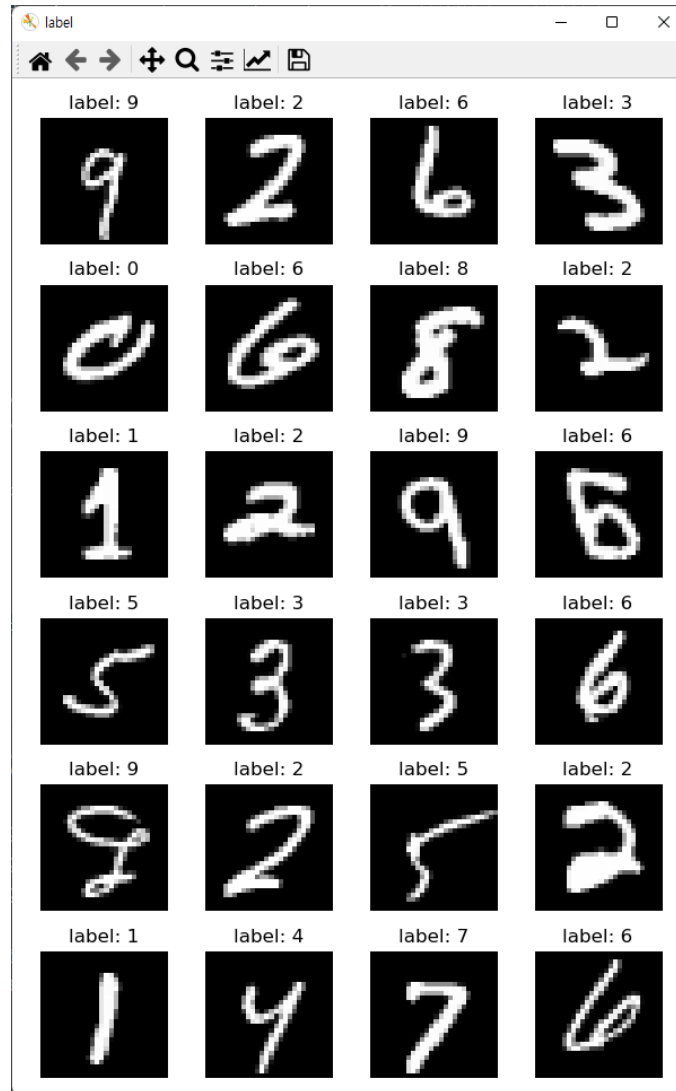 label
label: 9 label: 2 label: 6 label: 3
9 2 6 3
label: 0 label: 6 label: 8 label: 2
0 6 8 2
label: 1 label: 2 label: 9 label: 6
1 2 9 6
label: 5 label: 3 label: 3 label: 6
5 3 3 6
label: 9 label: 2 label: 5 label: 2
9 2 5 2
label: 1 label: 4 label: 7 label: 6
1 4 7 6